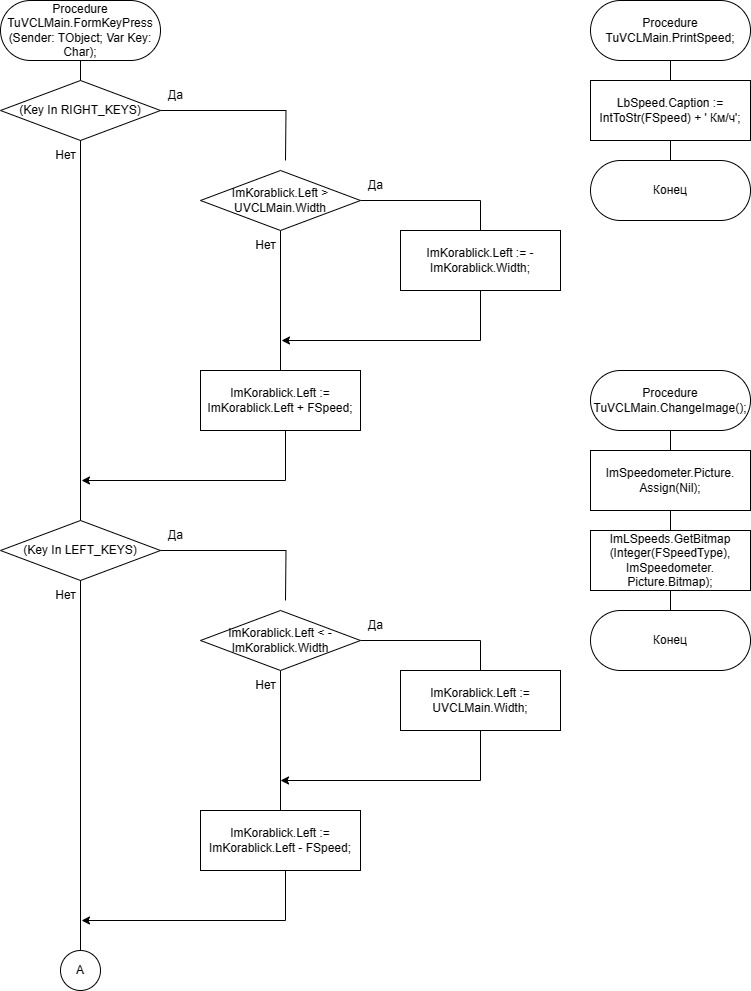 Procedure
TuVCLMain.FormKeyPress
(Sender: TObject; Var Key:
Char);
(Key In RIGHT_KEYS)
Да
Нет
ImKorablick.Left >
UVCLMain.Width
Да
Нет
ImKorablick.Left := -
ImKorablick.Width;
ImKorablick.Left :=
ImKorablick.Left + FSpeed;
(Key In LEFT_KEYS)
Да
Нет
ImKorablick.Left < -
ImKorablick.Width
Да
Нет
ImKorablick.Left :=
UVCLMain.Width;
ImKorablick.Left :=
ImKorablick.Left - FSpeed;
A
Procedure
TuVCLMain.PrintSpeed;
LbSpeed.Caption :=
IntToStr(FSpeed) + ' Км/ч';
Конец
Procedure
TuVCLMain.ChangeImage();
ImSpeedometer.Picture.
Assign(Nil);
ImLSpeeds.GetBitmap
(Integer(FSpeedType),
ImSpeedometer.
Picture.Bitmap);
Конец